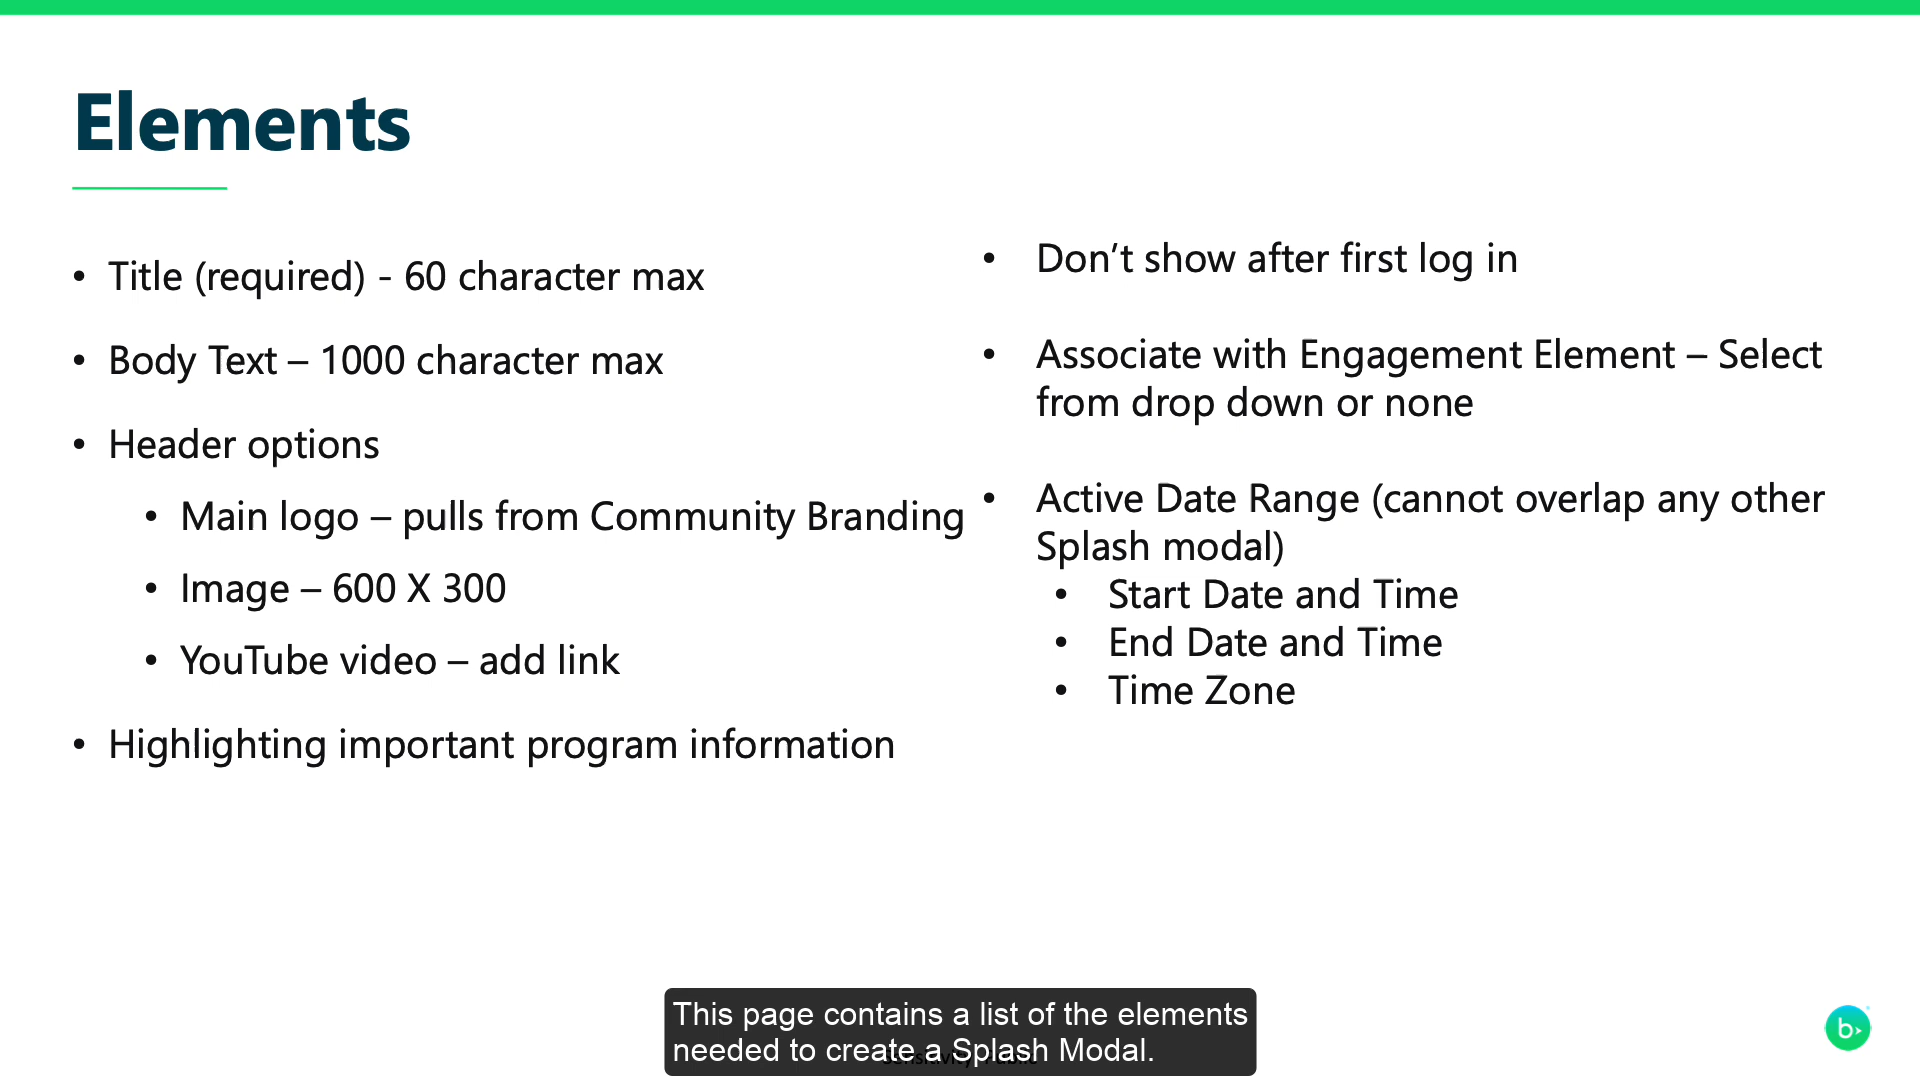 Elements
• Title (required) - 60 character max
• Body Text – 1000 character max
• Header options
• Main logo – pulls from Community Branding
• Image – 600 X 300
• YouTube video – add link
• Highlighting important program information
• Don’t show after first log in
• Associate with Engagement Element – Select
from drop down or none
• Active Date Range (cannot overlap any other
Splash modal)
• Start Date and Time
• End Date and Time
• Time Zone
This page contains a list of the elements
needed to create a Splash Modal.
b